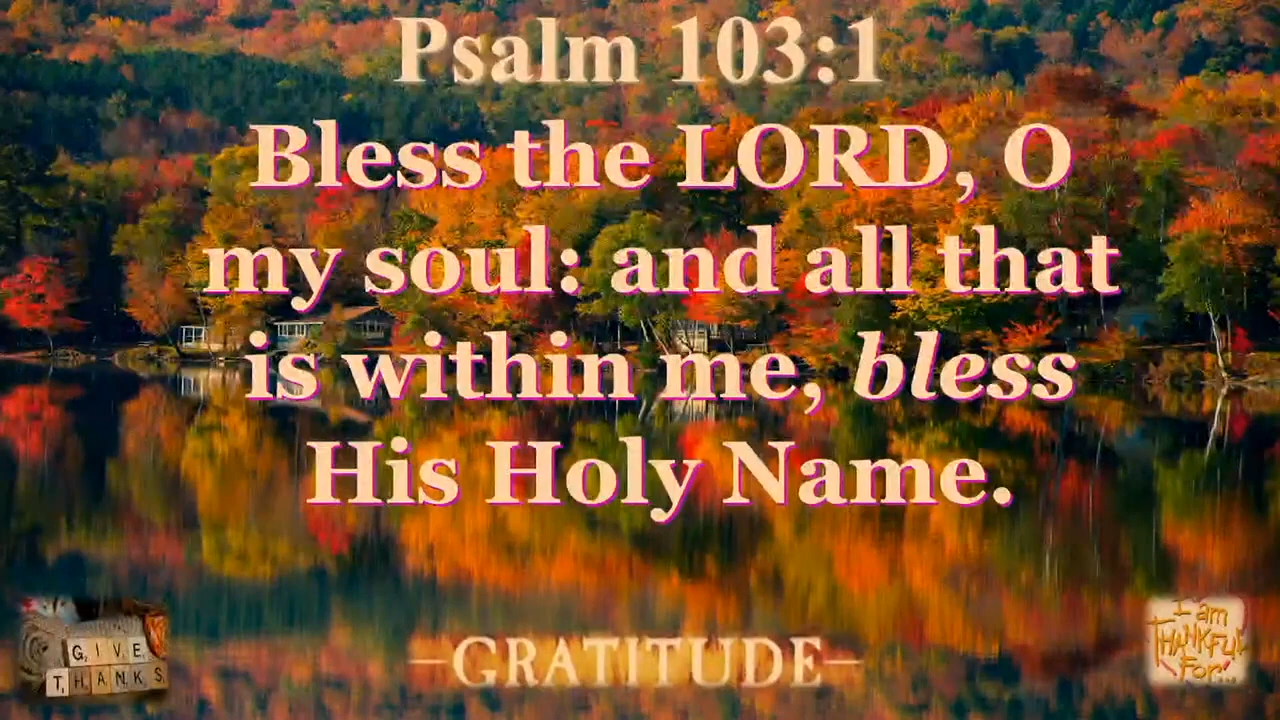 Psalm 103:1
Bless the LORD, O
my soul: and all that
is within me, bless
His Holy Name.
GIVE
THANKS
–GRATITUDE–
I am
THANKFUL
FOR...